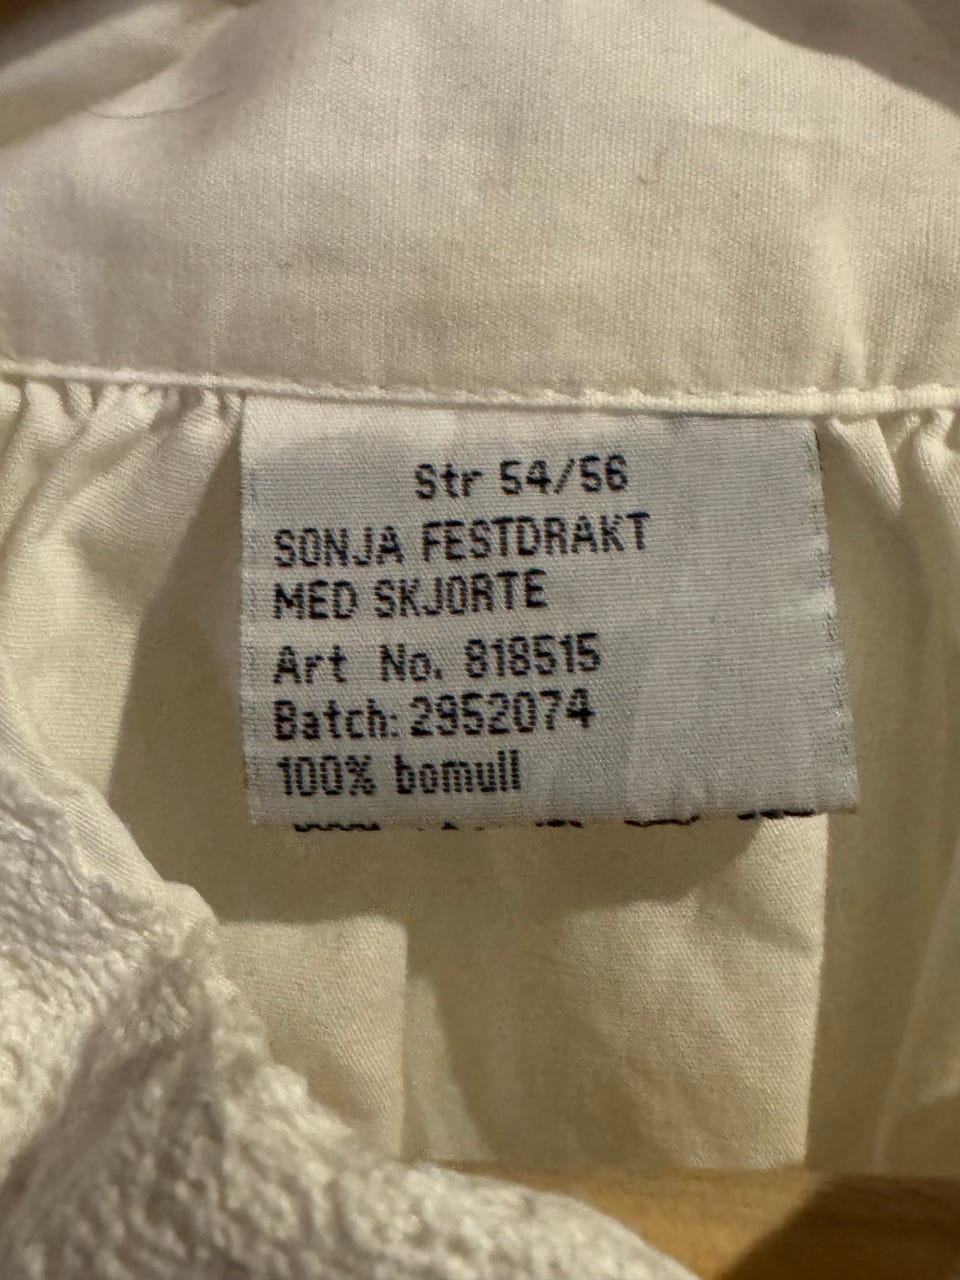 Str 54/56
SONJA FESTDRAKT
MED SKJORTE
Art No. 818515
Batch: 2952074
100% bomull